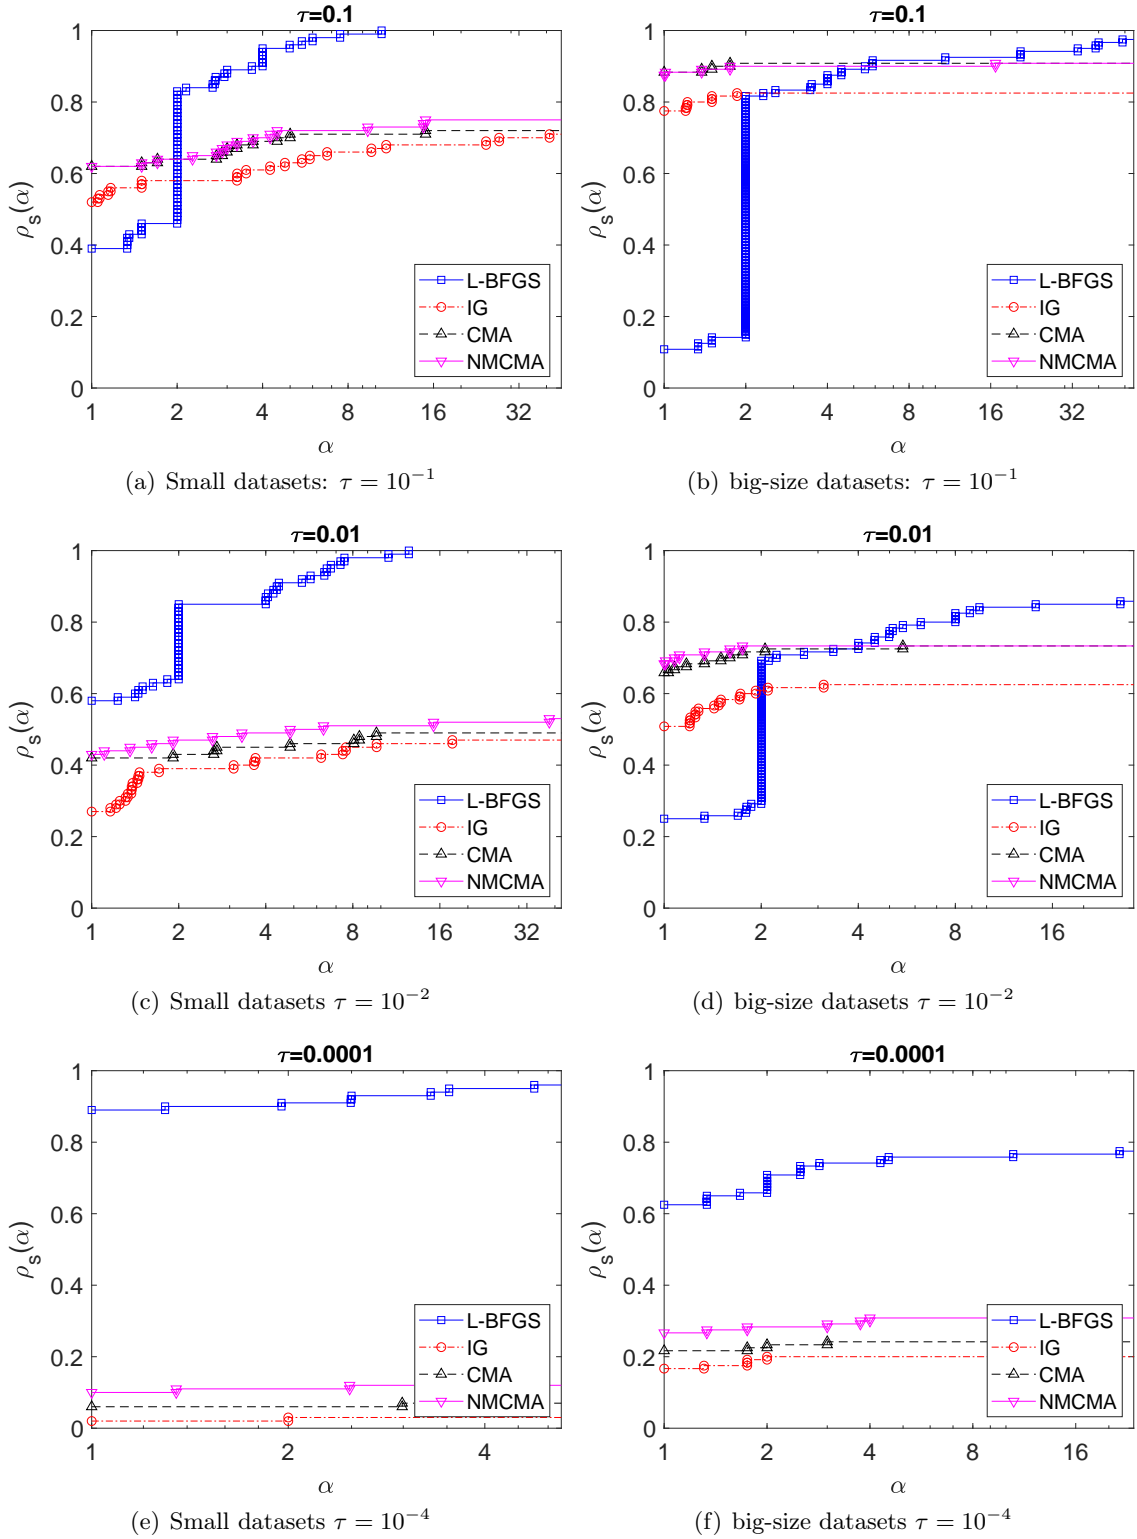 τ=0.1
1
0.8
0.6
0.4
0.2
0
ρs(α)
L-BFGS
IG
CMA
NMCMA
1 2 4 8 16 32
α
(a) Small datasets: τ = 10⁻¹
τ=0.1
1
0.8
0.6
0.4
0.2
0
ρs(α)
L-BFGS
IG
CMA
NMCMA
1 2 4 8 16 32
α
(b) big-size datasets: τ = 10⁻¹
τ=0.01
1
0.8
0.6
0.4
0.2
0
ρs(α)
L-BFGS
IG
CMA
NMCMA
1 2 4 8 16 32
α
(c) Small datasets τ = 10⁻²
τ=0.01
1
0.8
0.6
0.4
0.2
0
ρs(α)
L-BFGS
IG
CMA
NMCMA
1 2 4 8 16
α
(d) big-size datasets τ = 10⁻²
τ=0.0001
1
0.8
0.6
0.4
0.2
0
ρs(α)
L-BFGS
IG
CMA
NMCMA
1 2 4
α
(e) Small datasets τ = 10⁻⁴
τ=0.0001
1
0.8
0.6
0.4
0.2
0
ρs(α)
L-BFGS
IG
CMA
NMCMA
1 2 4 8 16
α
(f) big-size datasets τ = 10⁻⁴